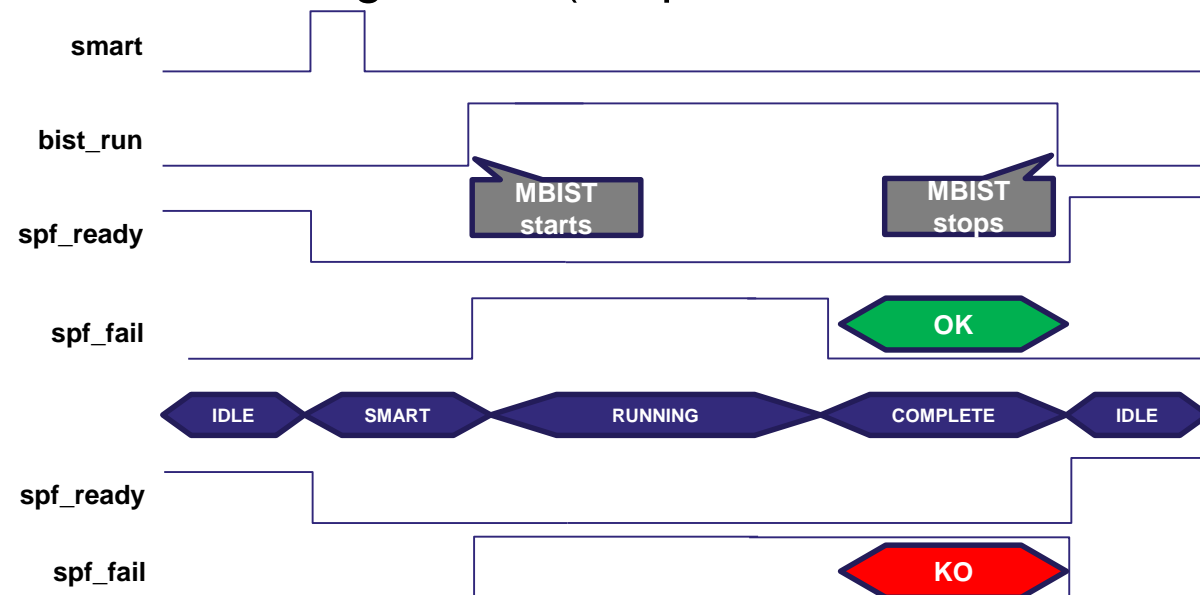 smart
bist_run
MBIST
starts
MBIST
stops
spf_ready
spf_fail
OK
IDLE
SMART
RUNNING
COMPLETE
IDLE
spf_ready
spf_fail
KO